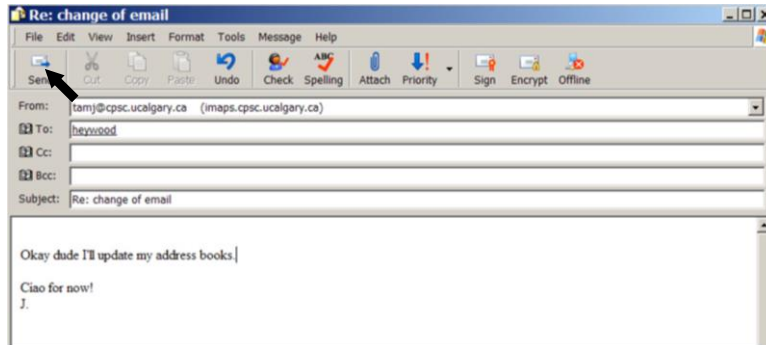 Re: change of email
File Edit View Insert Format Tools Message Help
Send Cut Copy Paste Undo Check Spelling Attach Priority Sign Encrypt Offline
From: tamj@cpsc.ucalgary.ca (imaps.cpsc.ucalgary.ca)
To: heywood
Cc:
Bcc:
Subject: Re: change of email
Okay dude I'll update my address books.
Ciao for now!
J.